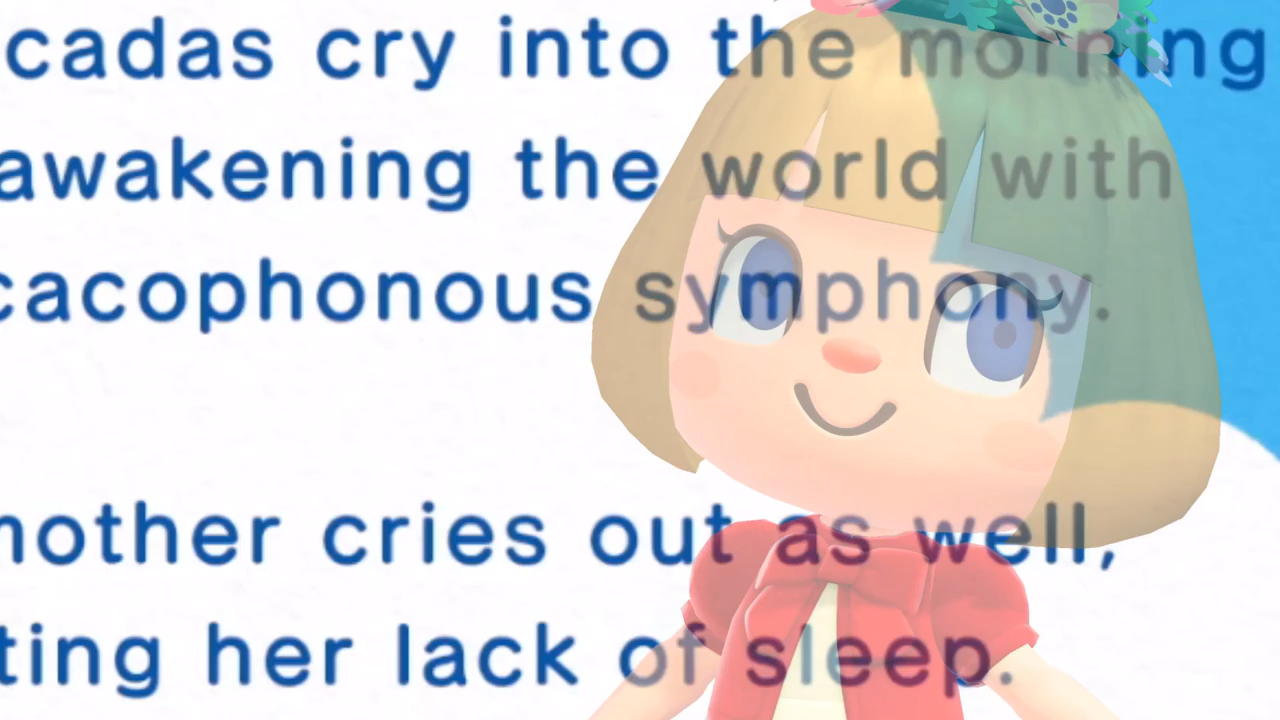 cadas cry into the morning
awakening the world with
cacophonous symphony.
other cries out as well,
ting her lack of sleep.